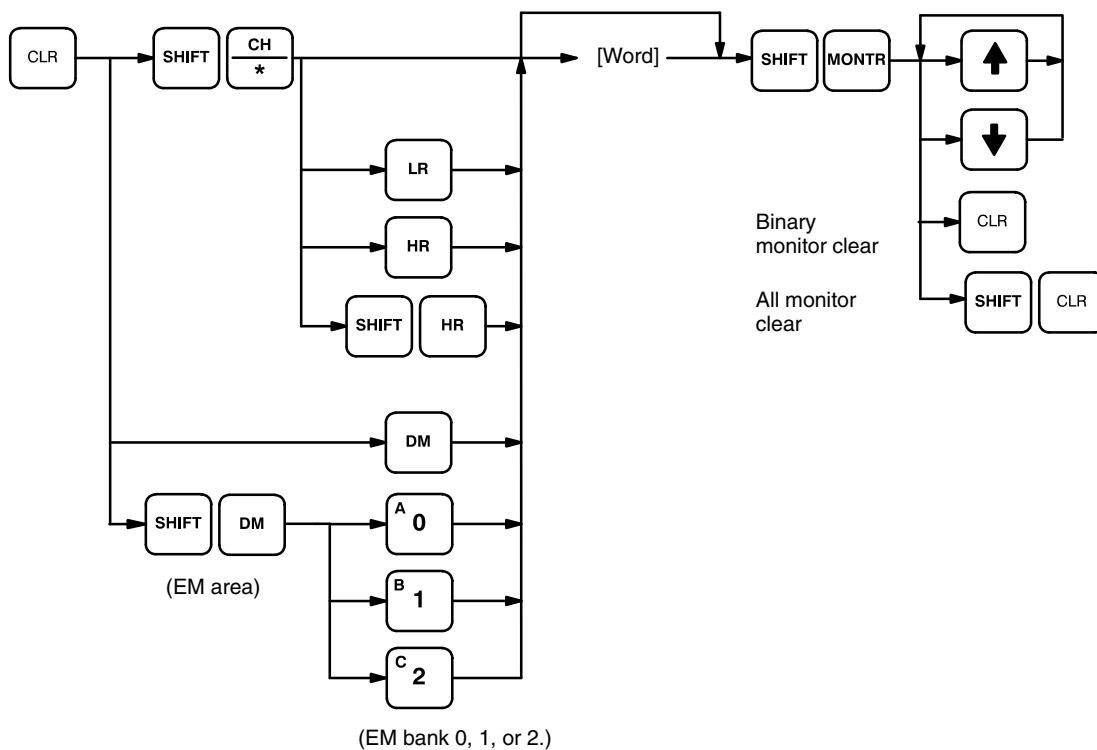 CLR SHIFT CH * [Word] SHIFT MONTR
LR
HR
SHIFT HR
Binary
monitor clear
CLR
All monitor
clear
SHIFT CLR
DM
SHIFT DM
(EM area)
A 0
B 1
C 2
(EM bank 0, 1, or 2.)